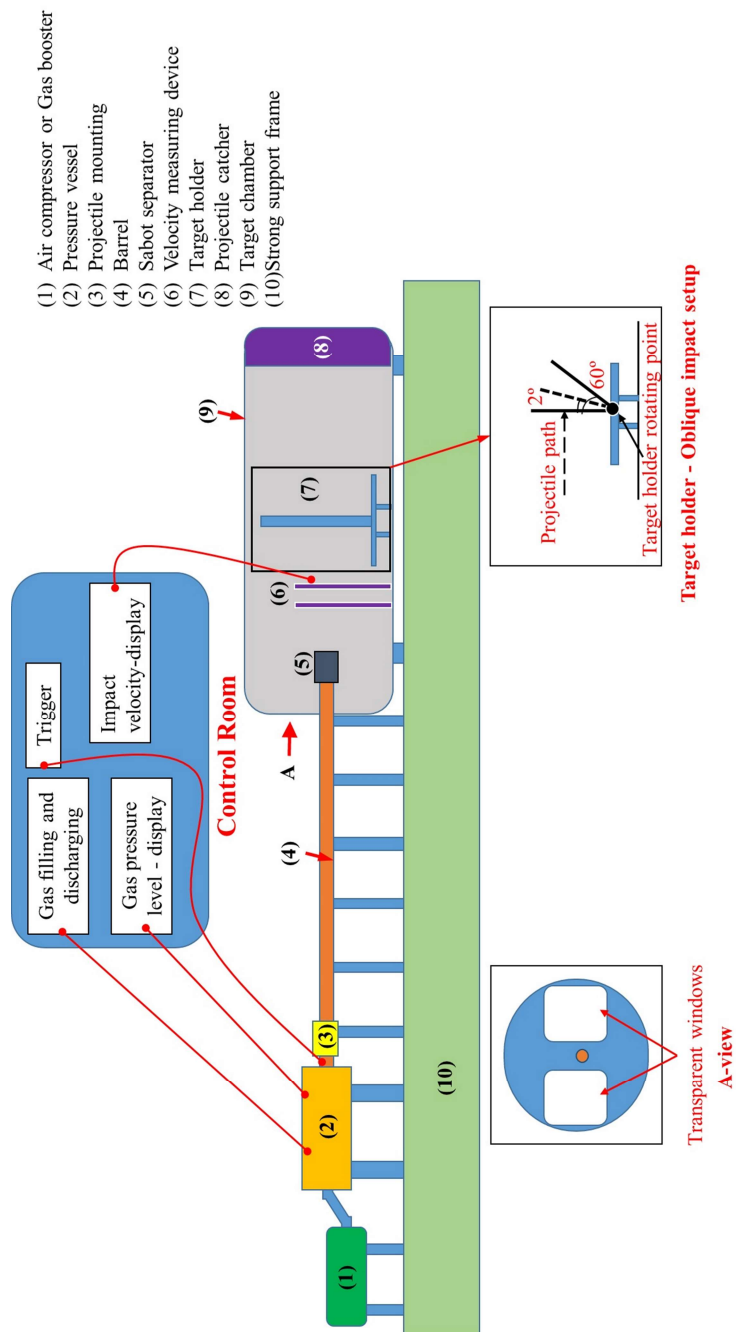 (1) Air compressor or Gas booster
(2) Pressure vessel
(3) Projectile mounting
(4) Barrel
(5) Sabot separator
(6) Velocity measuring device
(7) Target holder
(8) Projectile catcher
(9) Target chamber
(10)Strong support frame
Gas filling and
discharging
Trigger
Gas pressure
level - display
Impact
velocity-display
Control Room
(1)
(2)
(3)
(4)
A
(5)
(6)
(7)
(8)
(9)
(10)
Transparent windows
A-view
Projectile path
2º
60º
Target holder rotating point
Target holder - Oblique impact setup